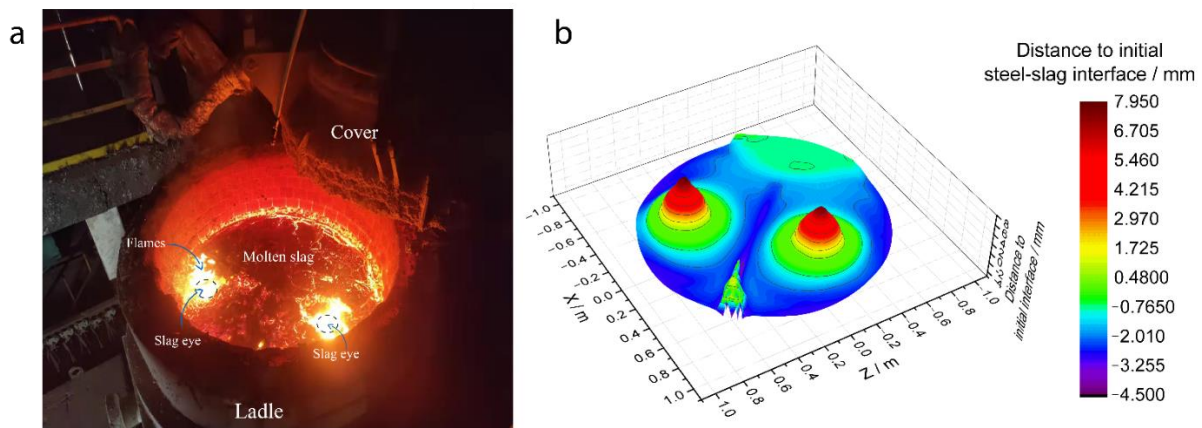 a
Cover
Flames
Molten slag
Slag eye
Slag eye
Ladle
b
Distance to initial
steel-slag interface / mm
7.950
6.705
5.460
4.215
2.970
1.725
0.4800
-0.7650
-2.010
-3.255
-4.500
-1.0
-0.8
-0.6
-0.4
-0.2
0.0
0.2
0.4
0.6
0.8
1.0
X/m
1.0
0.8
0.6
0.4
0.2
0.0
-0.2
-0.4
-0.6
-0.8
-1.0
Z/m
Distance to
initial interface / mm